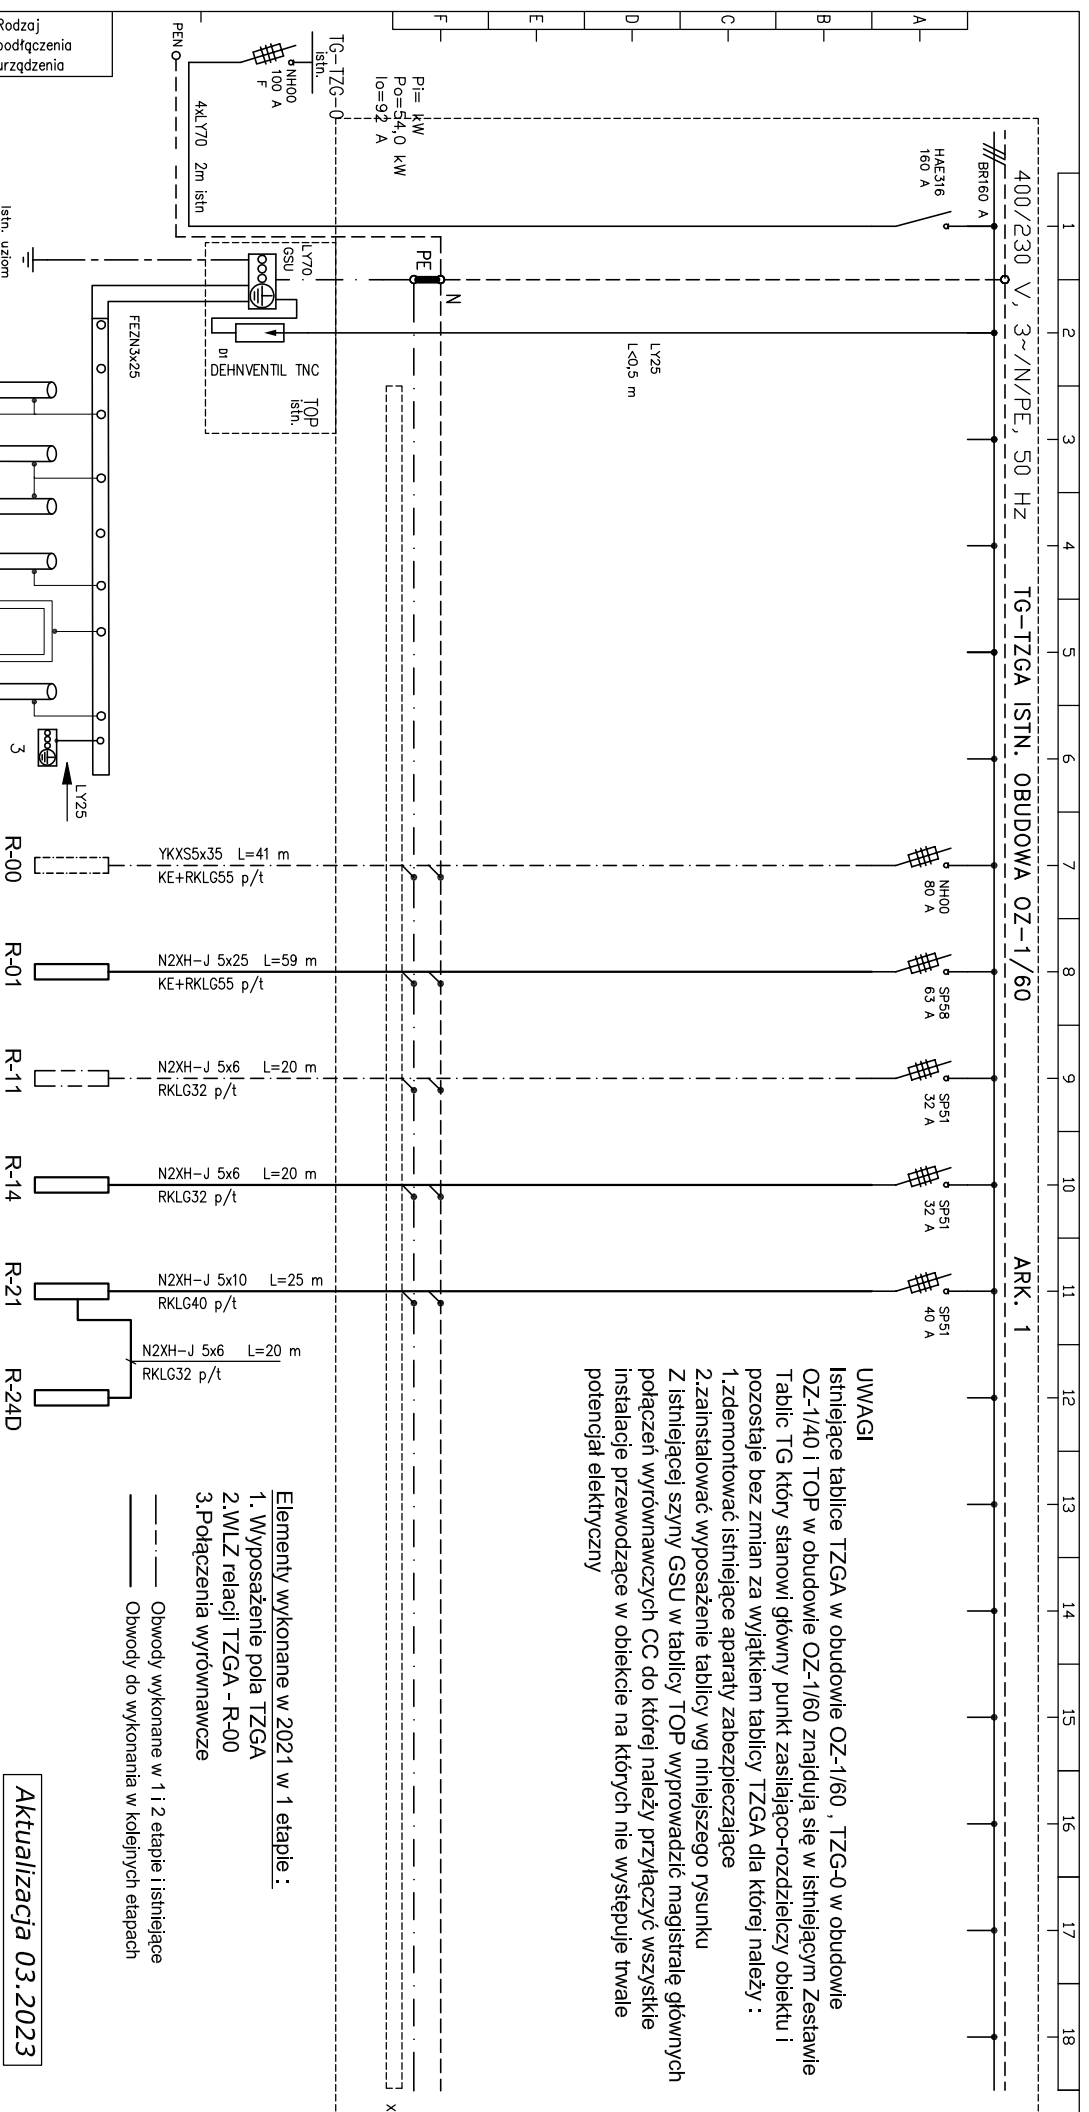 1
2
3
4
5
6
7
8
9
10
11
12
13
14
15
16
17
18
A
B
C
D
E
F
400/230 V, 3~/N/PE, 50 Hz
TG-TZGA ISTN. OBUDOWA OZ-1/60
ARK. 1
BR160 A
HAE316
160 A
NH00
80 A
SP58
63 A
SP51
32 A
SP51
32 A
SP51
40 A
UWAGI
Istniejące tablice TZGA w obudowie OZ-1/60 , TZG-0 w obudowie
OZ-1/40 i TOP w obudowie OZ-1/60 znajdują się w istniejącym Zestawie
Tablic TG który stanowi główny punkt zasilająco-rozdzielczy obiektu i
pozostaje bez zmian za wyjątkiem tablicy TZGA dla której należy :
1.zdemontować istniejące aparaty zabezpieczające
2.zainstalować wyposażenie tablicy wg niniejszego rysunku
Z istniejącej szyny GSU w tablicy TOP wyprowadzić magistralę głównych
połączeń wyrównawczych CC do której należy przyłączyć wszystkie
instalacje przewodzące w obiekcie na których nie występuje trwale
potencjał elektryczny
LY25
L<0,5 m
Pi= kW
Po=54,0 kW
Io=92 A
N
PE
x
TG-TZG-0
istn.
NH00
100 A
F
PEN
4xLY70 2m istn
LY70
GSU
TOP
istn.
D1
DEHNVENTIL TNC
Elementy wykonane w 2021 w 1 etapie :
1. Wyposażenie pola TZGA
2.WLZ relacji TZGA - R-00
3.Połączenia wyrównawcze
YKXS5x35 L=41 m
KE+RKLG55 p/t
N2XH-J 5x25 L=59 m
KE+RKLG55 p/t
N2XH-J 5x6 L=20 m
RKLG32 p/t
N2XH-J 5x6 L=20 m
RKLG32 p/t
N2XH-J 5x10 L=25 m
RKLG40 p/t
N2XH-J 5x6 L=20 m
RKLG32 p/t
Obwody wykonane w 1 i 2 etapie i istniejące
Obwody do wykonania w kolejnych etapach
FEZN3x25
LY25
3
Istn. uziom
R-00
R-01
R-11
R-14
R-21
R-24D
Aktualizacja 03.2023
Rodzaj
podłączenia
urządzenia